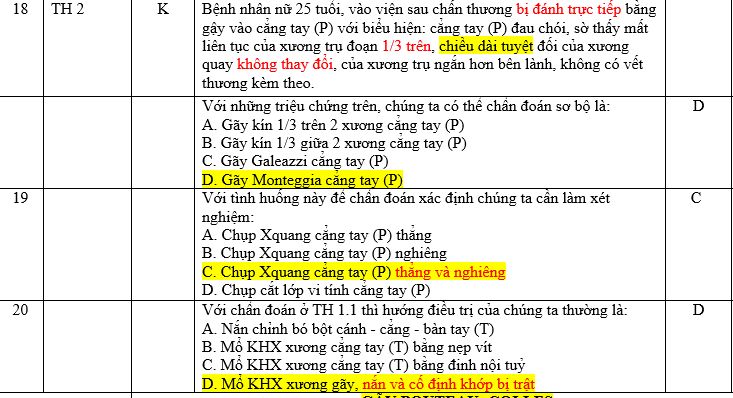 18 TH 2 K Bệnh nhân nữ 25 tuổi, vào viện sau chấn thương bị đánh trực tiếp bằng
gậy vào cẳng tay (P) với biểu hiện: cẳng tay (P) đau chói, sờ thấy mất
liên tục của xương trụ đoạn 1/3 trên, chiều dài tuyệt đối của xương
quay không thay đổi, của xương trụ ngắn hơn bên lành, không có vết
thương kèm theo.
Với những triệu chứng trên, chúng ta có thể chẩn đoán sơ bộ là: D
A. Gãy kín 1/3 trên 2 xương cẳng tay (P)
B. Gãy kín 1/3 giữa 2 xương cẳng tay (P)
C. Gãy Galeazzi cẳng tay (P)
D. Gãy Monteggia cẳng tay (P)
19 Với tình huống này để chẩn đoán xác định chúng ta cần làm xét C
nghiệm:
A. Chụp Xquang cẳng tay (P) thẳng
B. Chụp Xquang cẳng tay (P) nghiêng
C. Chụp Xquang cẳng tay (P) thẳng và nghiêng
D. Chụp cắt lớp vi tính cẳng tay (P)
20 Với chẩn đoán ở TH 1.1 thì hướng điều trị của chúng ta thường là: D
A. Nắn chỉnh bó bột cánh - cẳng - bàn tay (T)
B. Mổ KHX xương cẳng tay (T) bằng nẹp vít
C. Mổ KHX xương cẳng tay (T) bằng đinh nội tuỷ
D. Mổ KHX xương gãy, nắn và cố định khớp bị trật